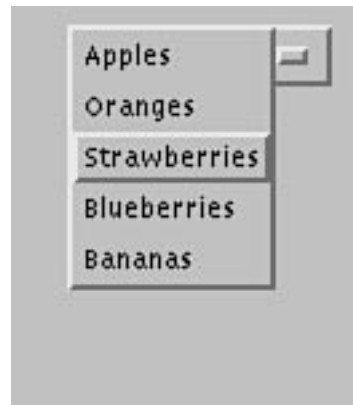 Apples
Oranges
Strawberries
Blueberries
Bananas